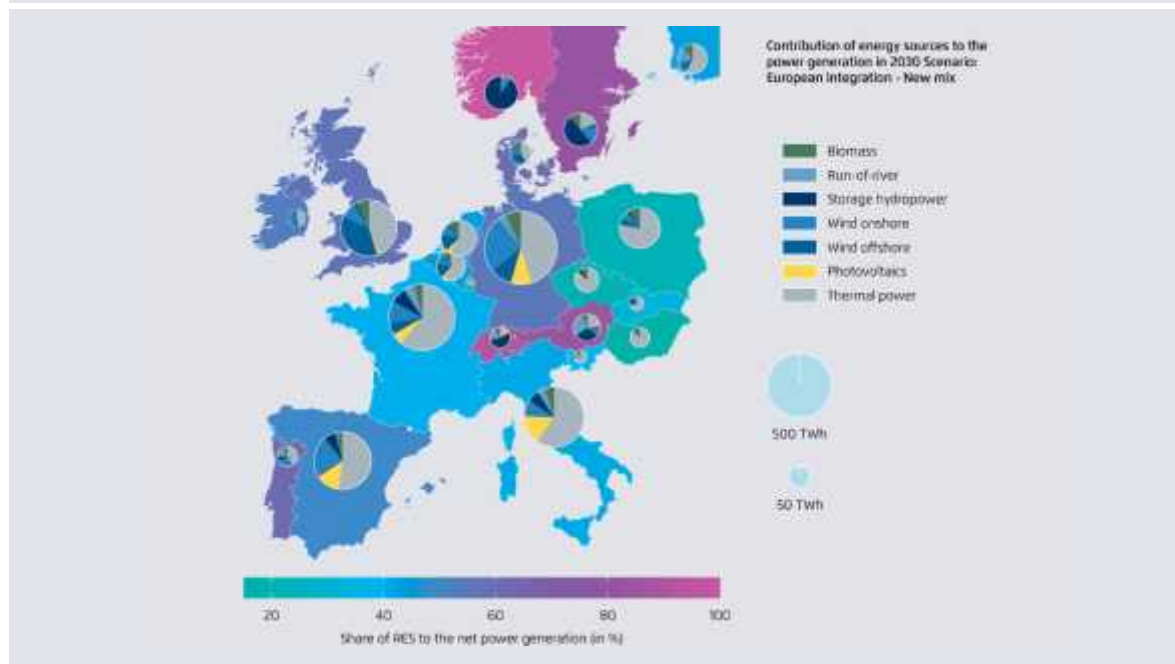 Contribution of energy sources to the
power generation in 2030 Scenario:
European Integration - New mix
Biomass
Run-of-river
Storage hydropower
Wind onshore
Wind offshore
Photovoltaics
Thermal power
500 TWh
50 TWh
20 40 60 80 100
Share of RES to the net power generation (in %)